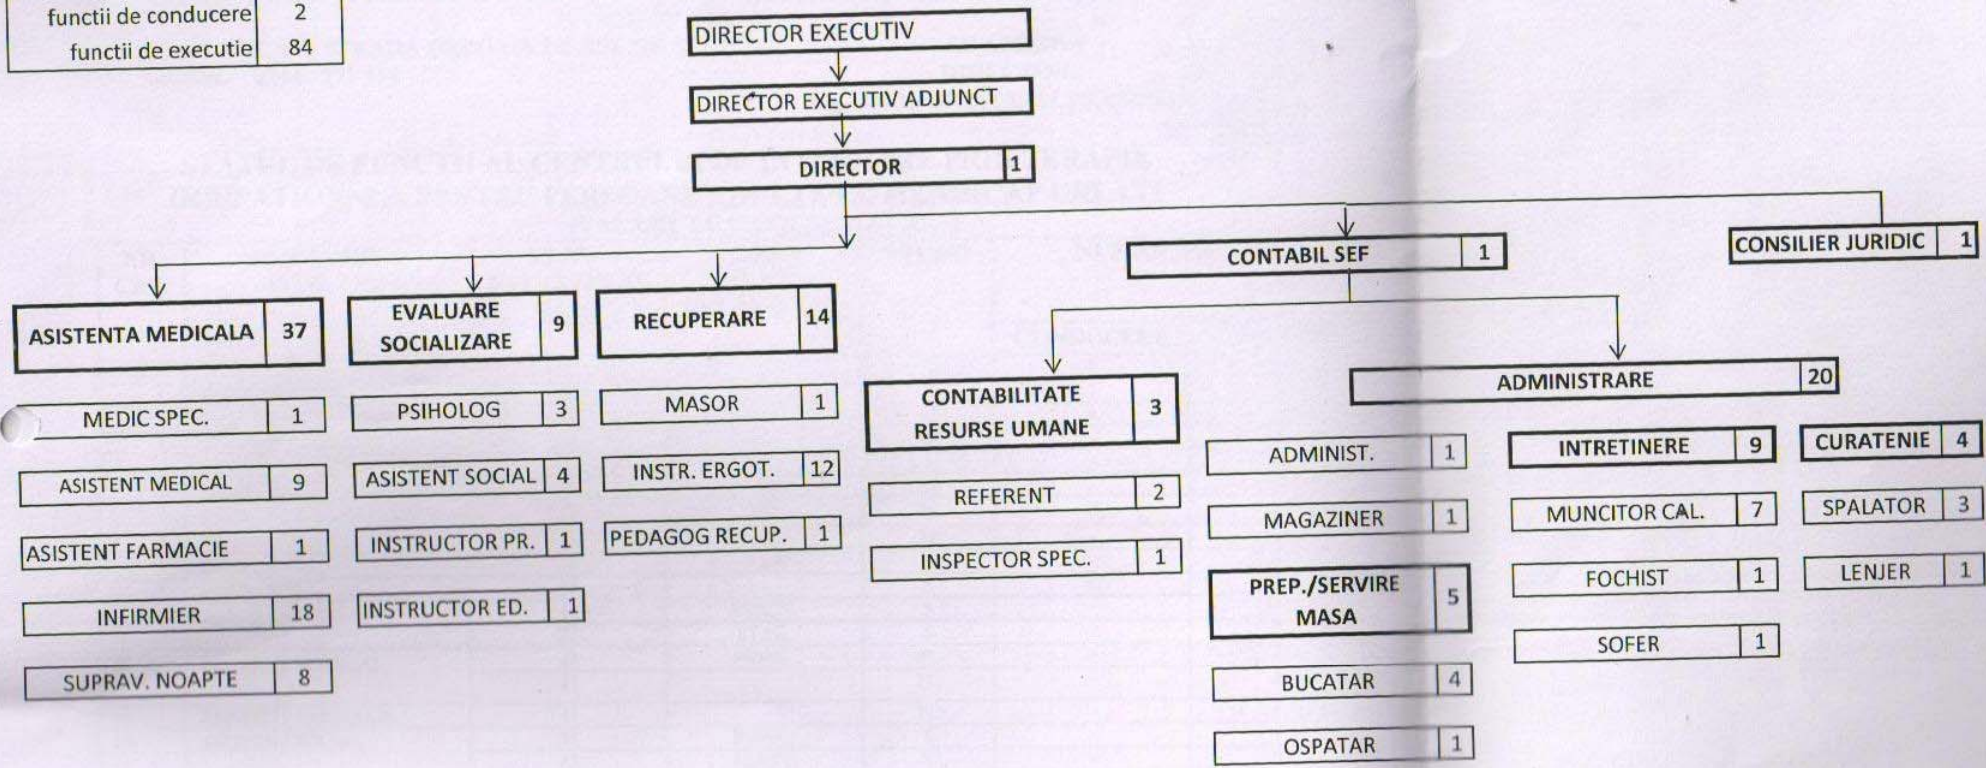 functii de conducere 2
functii de executie 84
DIRECTOR EXECUTIV
DIRECTOR EXECUTIV ADJUNCT
DIRECTOR 1
CONTABIL SEF 1
CONSILIER JURIDIC 1
ASISTENTA MEDICALA 37
MEDIC SPEC. 1
ASISTENT MEDICAL 9
ASISTENT FARMACIE 1
INFIRMIER 18
SUPRAV. NOAPTE 8
EVALUARE
SOCIALIZARE 9
PSIHOLOG 3
ASISTENT SOCIAL 4
INSTRUCTOR PR. 1
INSTRUCTOR ED. 1
RECUPERARE 14
MASOR 1
INSTR. ERGOT. 12
PEDAGOG RECUP. 1
CONTABILITATE
RESURSE UMANE 3
REFERENT 2
INSPECTOR SPEC. 1
ADMINISTRARE 20
ADMINIST. 1
MAGAZINER 1
PREP./SERVIRE
MASA 5
BUCATAR 4
OSPATAR 1
INTRETINERE 9
MUNCITOR CAL. 7
FOCHIST 1
SOFER 1
CURATENIE 4
SPALATOR 3
LENJER 1